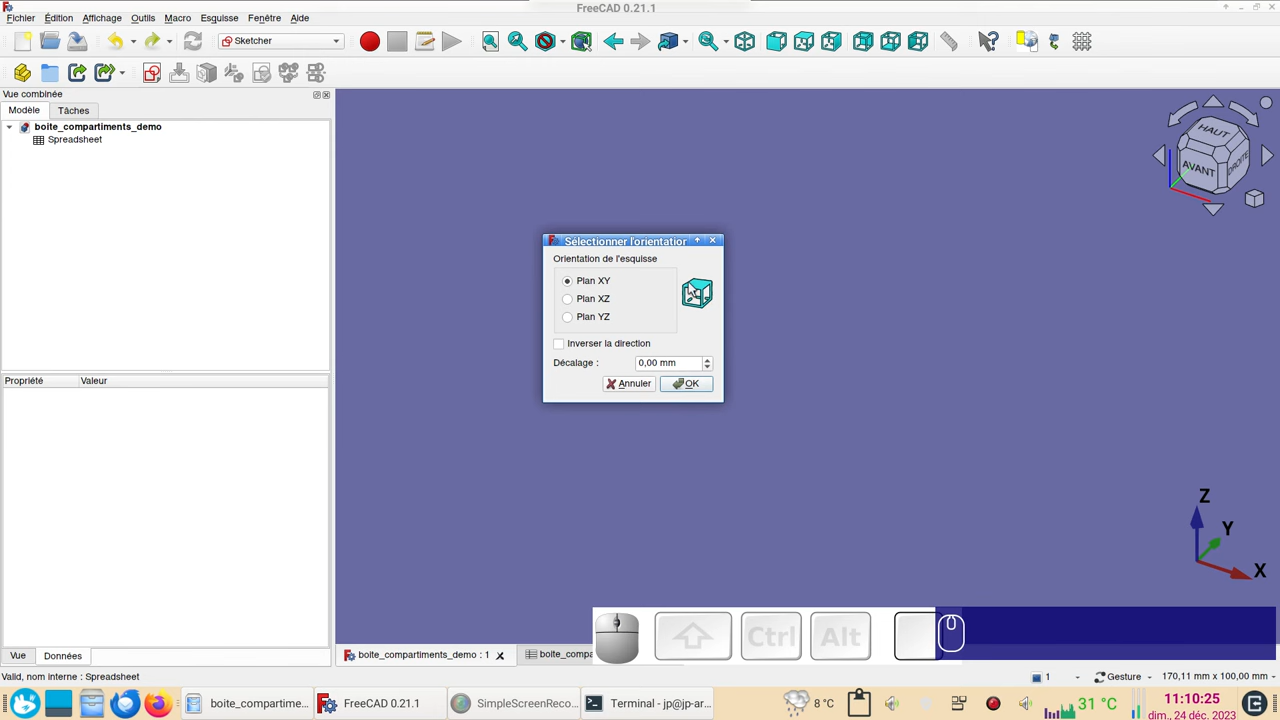 FreeCAD 0.21.1
Fichier Édition Affichage Outils Macro Esquisse Fenêtre Aide
Sketcher
Vue combinée
Modèle Tâches
boite_compartiments_demo
Spreadsheet
HAUT
AVANT
DROITE
Sélectionner l'orientation
Orientation de l'esquisse
Plan XY
Plan XZ
Plan YZ
Inverser la direction
Décalage : 0,00 mm
Annuler OK
Propriété Valeur
Z
Y
X
Ctrl Alt
Vue Données
boite_compartiments_demo : 1
boite_compa
Valid, nom interne : Spreadsheet
1 Gesture 170,11 mm x 100,00 mm
boite_compartime...
FreeCAD 0.21.1
SimpleScreenReco...
Terminal - jp@jp-ar...
8 °C
31 °C
11:10:25
dim., 24 déc. 2023